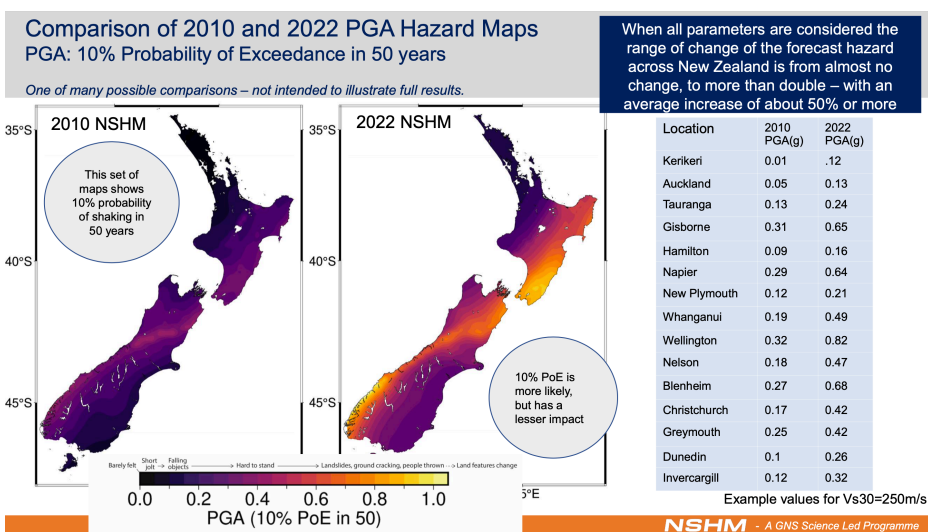 Comparison of 2010 and 2022 PGA Hazard Maps
PGA: 10% Probability of Exceedance in 50 years
One of many possible comparisons – not intended to illustrate full results.
When all parameters are considered the
range of change of the forecast hazard
across New Zealand is from almost no
change, to more than double – with an
average increase of about 50% or more
35°S
2010 NSHM
This set of
maps shows
10% probability
of shaking in
50 years
40°S
45°S
35°S
2022 NSHM
40°S
45°S
10% PoE is
more likely,
but has a
lesser impact
5°E
Barely felt Short jolt Falling objects Hard to stand Landslides, ground cracking, people thrown Land features change
0.0 0.2 0.4 0.6 0.8 1.0
PGA (10% PoE in 50)
Location 2010 PGA(g) 2022 PGA(g)
Kerikeri 0.01 .12
Auckland 0.05 0.13
Tauranga 0.13 0.24
Gisborne 0.31 0.65
Hamilton 0.09 0.16
Napier 0.29 0.64
New Plymouth 0.12 0.21
Whanganui 0.19 0.49
Wellington 0.32 0.82
Nelson 0.18 0.47
Blenheim 0.27 0.68
Christchurch 0.17 0.42
Greymouth 0.25 0.42
Dunedin 0.1 0.26
Invercargill 0.12 0.32
Example values for Vs30=250m/s
NSHM - A GNS Science Led Programme